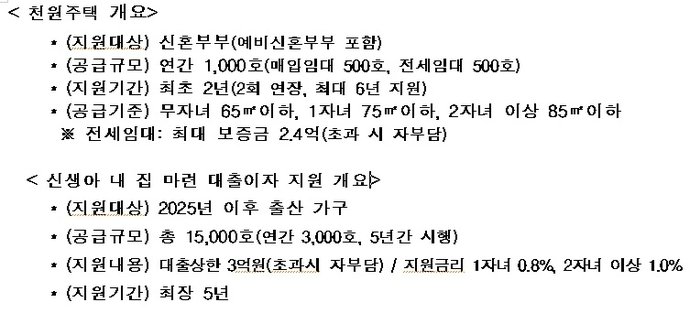 < 천원주택 개요>
* (지원대상) 신혼부부(예비신혼부부 포함)
* (공급규모) 연간 1,000호(매입임대 500호, 전세임대 500호)
* (지원기간) 최초 2년(2회 연장, 최대 6년 지원)
* (공급기준) 무자녀 65㎡이하, 1자녀 75㎡이하, 2자녀 이상 85㎡이하
※ 전세임대: 최대 보증금 2.4억(초과 시 자부담)
< 신생아 내 집 마련 대출이자 지원 개요>
* (지원대상) 2025년 이후 출산 가구
* (공급규모) 총 15,000호(연간 3,000호, 5년간 시행)
* (지원내용) 대출상한 3억원(초과시 자부담) / 지원금리 1자녀 0.8%, 2자녀 이상 1.0%
* (지원기간) 최장 5년